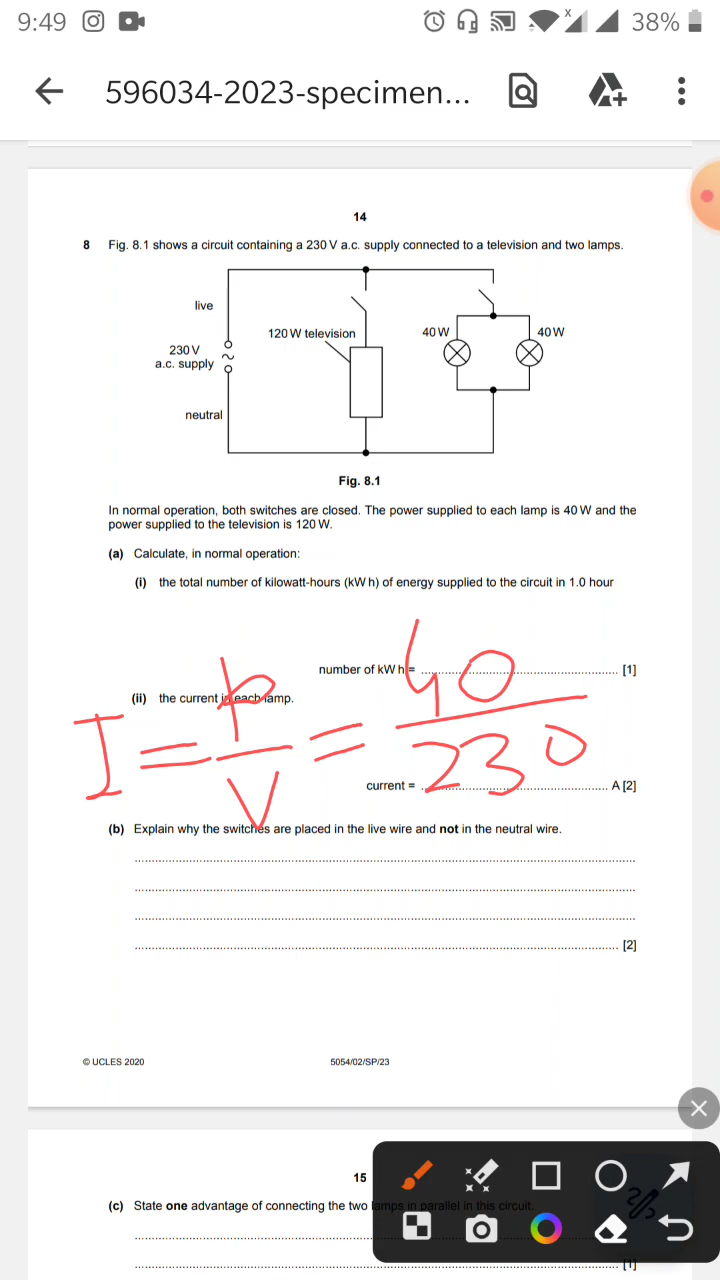 9:49 38%
596034-2023-specimen...
14
8 Fig. 8.1 shows a circuit containing a 230 V a.c. supply connected to a television and two lamps.
live
120 W television
40 W
40 W
230 V
a.c. supply
neutral
Fig. 8.1
In normal operation, both switches are closed. The power supplied to each lamp is 40 W and the
power supplied to the television is 120 W.
(a) Calculate, in normal operation:
(i) the total number of kilowatt-hours (kW h) of energy supplied to the circuit in 1.0 hour
number of kW h = .......... [1]
(ii) the current in each lamp.
I = p / V = 40 / 230
current = .......... A [2]
(b) Explain why the switches are placed in the live wire and not in the neutral wire.
[2]
© UCLES 2020
5054/02/SP/23
15
(c) State one advantage of connecting the two lamps in parallel in this circuit.
[1]